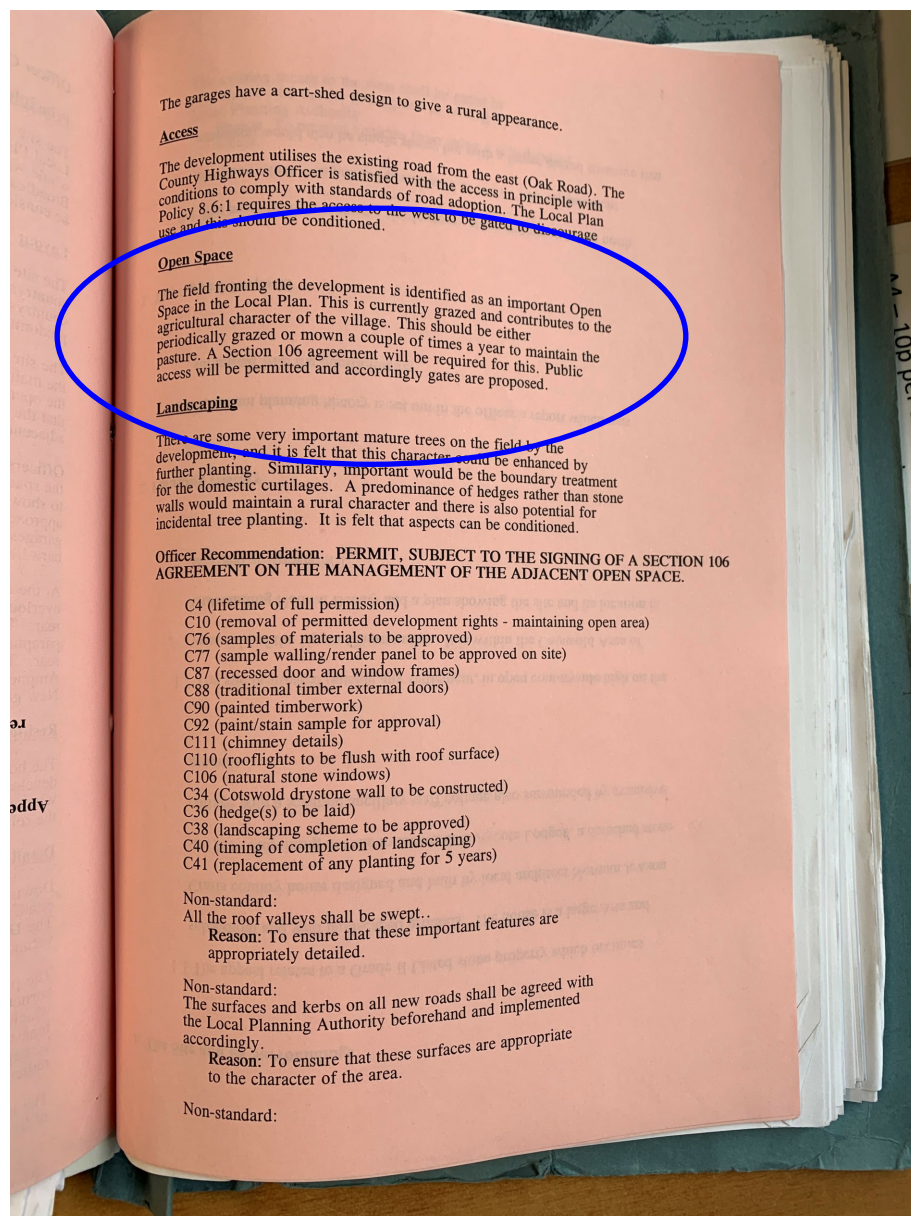 The garages have a cart-shed design to give a rural appearance.
Access
The development utilises the existing road from the east (Oak Road). The
County Highways Officer is satisfied with the access in principle with
conditions to comply with standards of road adoption. The Local Plan
Policy 8.6:1 requires the access to the west to be gated to discourage
use and this should be conditioned.
Open Space
The field fronting the development is identified as an important Open
Space in the Local Plan. This is currently grazed and contributes to the
agricultural character of the village. This should be either
periodically grazed or mown a couple of times a year to maintain the
pasture. A Section 106 agreement will be required for this. Public
access will be permitted and accordingly gates are proposed.
Landscaping
There are some very important mature trees on the field by the
development, and it is felt that this character could be enhanced by
further planting. Similarly, important would be the boundary treatment
for the domestic curtilages. A predominance of hedges rather than stone
walls would maintain a rural character and there is also potential for
incidental tree planting. It is felt that aspects can be conditioned.
Officer Recommendation: PERMIT, SUBJECT TO THE SIGNING OF A SECTION 106
AGREEMENT ON THE MANAGEMENT OF THE ADJACENT OPEN SPACE.
C4 (lifetime of full permission)
C10 (removal of permitted development rights - maintaining open area)
C76 (samples of materials to be approved)
C77 (sample walling/render panel to be approved on site)
C87 (recessed door and window frames)
C88 (traditional timber external doors)
C90 (painted timberwork)
C92 (paint/stain sample for approval)
C111 (chimney details)
C110 (rooflights to be flush with roof surface)
C106 (natural stone windows)
C34 (Cotswold drystone wall to be constructed)
C36 (hedge(s) to be laid)
C38 (landscaping scheme to be approved)
C40 (timing of completion of landscaping)
C41 (replacement of any planting for 5 years)
Non-standard:
All the roof valleys shall be swept..
Reason: To ensure that these important features are
appropriately detailed.
Non-standard:
The surfaces and kerbs on all new roads shall be agreed with
the Local Planning Authority beforehand and implemented
accordingly.
Reason: To ensure that these surfaces are appropriate
to the character of the area.
Non-standard:
A4 – 10p per